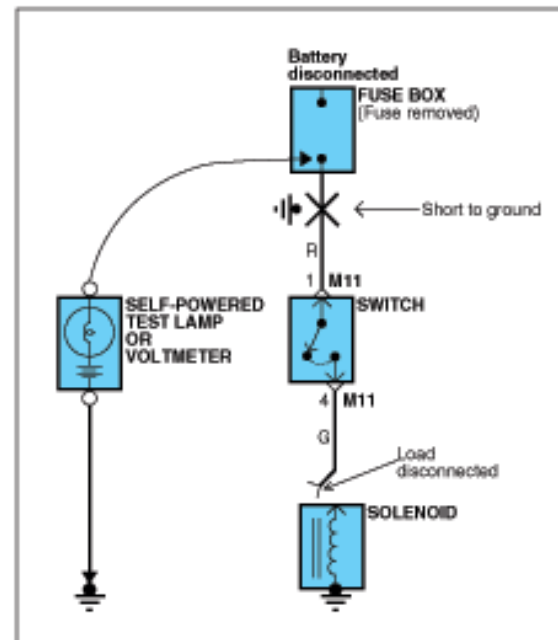 Battery
disconnected
FUSE BOX
(Fuse removed)
Short to ground
R
1 M11
SWITCH
SELF-POWERED
TEST LAMP
OR
VOLTMETER
4 M11
G
Load
disconnected
SOLENOID